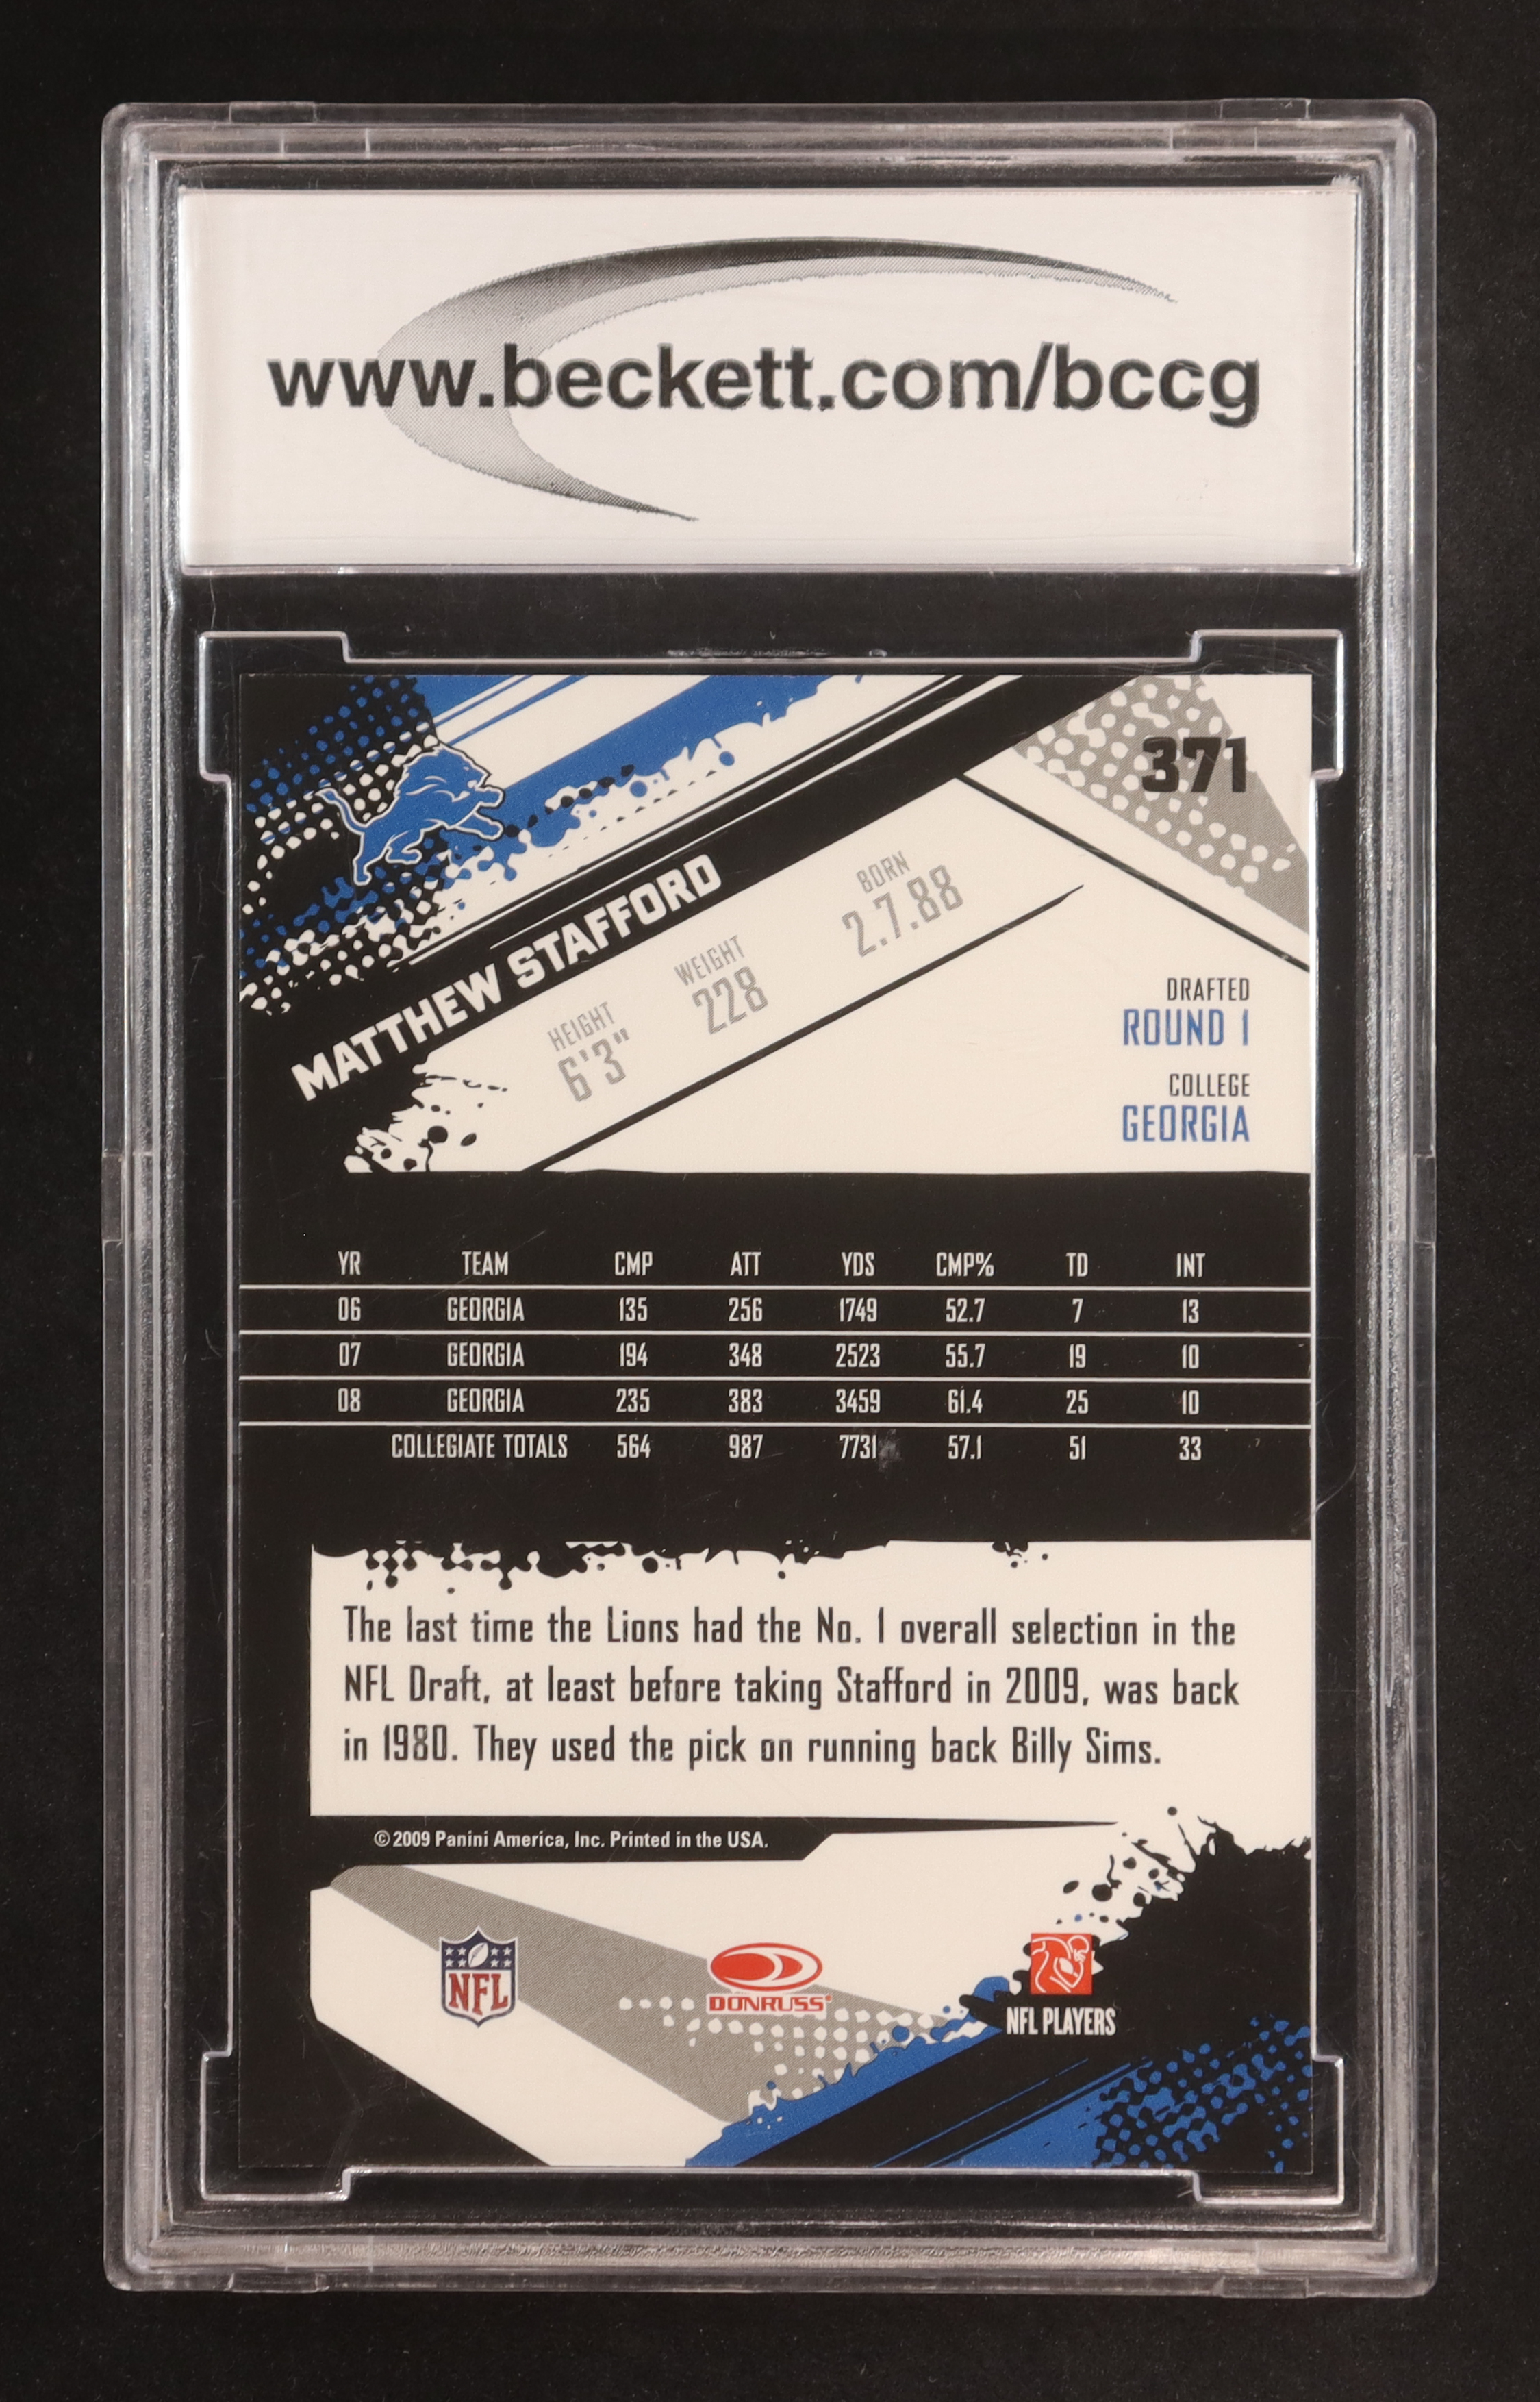 www.beckett.com/bccg
371
MATTHEW STAFFORD
HEIGHT
6'3"
WEIGHT
228
BORN
2.7.88
DRAFTED
ROUND 1
COLLEGE
GEORGIA
YR TEAM CMP ATT YDS CMP% TD INT
06 GEORGIA 135 256 1749 52.7 7 13
07 GEORGIA 194 348 2523 55.7 19 10
08 GEORGIA 235 383 3459 61.4 25 10
COLLEGIATE TOTALS 564 987 7731 57.1 51 33
The last time the Lions had the No. 1 overall selection in the
NFL Draft, at least before taking Stafford in 2009, was back
in 1980. They used the pick on running back Billy Sims.
©2009 Panini America, Inc. Printed in the USA.
NFL
DONRUSS
NFL PLAYERS